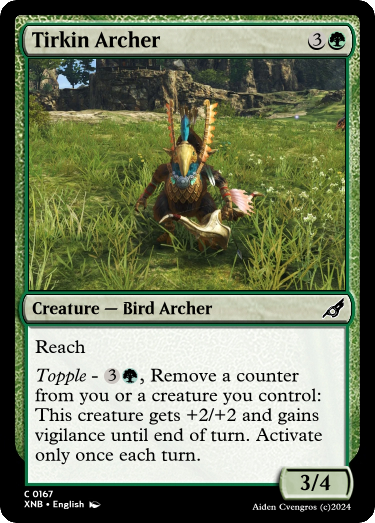 Tirkin Archer 3
Creature — Bird Archer
Reach
Topple - 3, Remove a counter
from you or a creature you control:
This creature gets +2/+2 and gains
vigilance until end of turn. Activate
only once each turn.
3/4
C 0167
XNB • English
Aiden Cvengros (c)2024